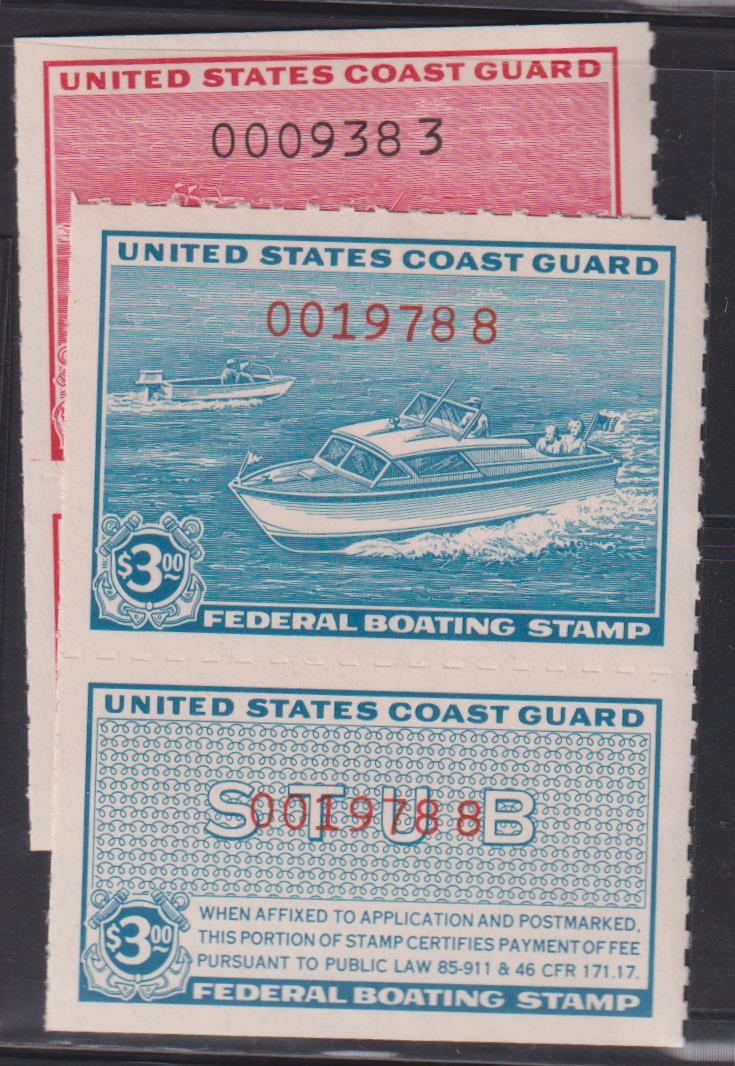 UNITED STATES COAST GUARD
0009383
UNITED STATES COAST GUARD
0019788
$3.00
FEDERAL BOATING STAMP
UNITED STATES COAST GUARD
STUB
0019788
$3.00
WHEN AFFIXED TO APPLICATION AND POSTMARKED,
THIS PORTION OF STAMP CERTIFIES PAYMENT OF FEE
PURSUANT TO PUBLIC LAW 85-911 & 46 CFR 171.17.
FEDERAL BOATING STAMP